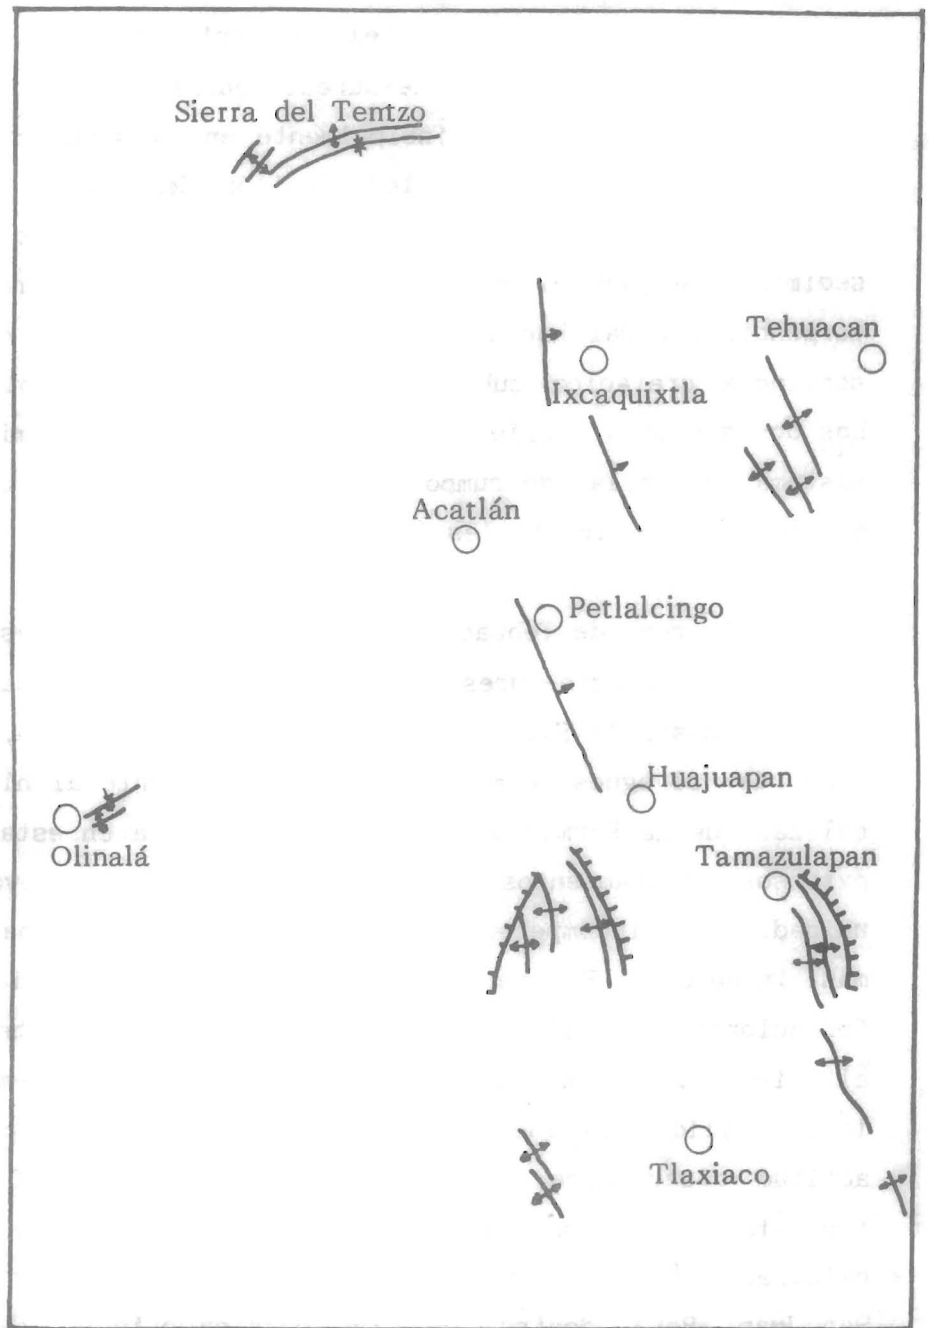 Sierra del Tentzo
Tehuacan
Ixcaquixtla
Acatlán
Petlalcingo
Huajuapan
Olinalá
Tamazulapan
Tlaxiaco